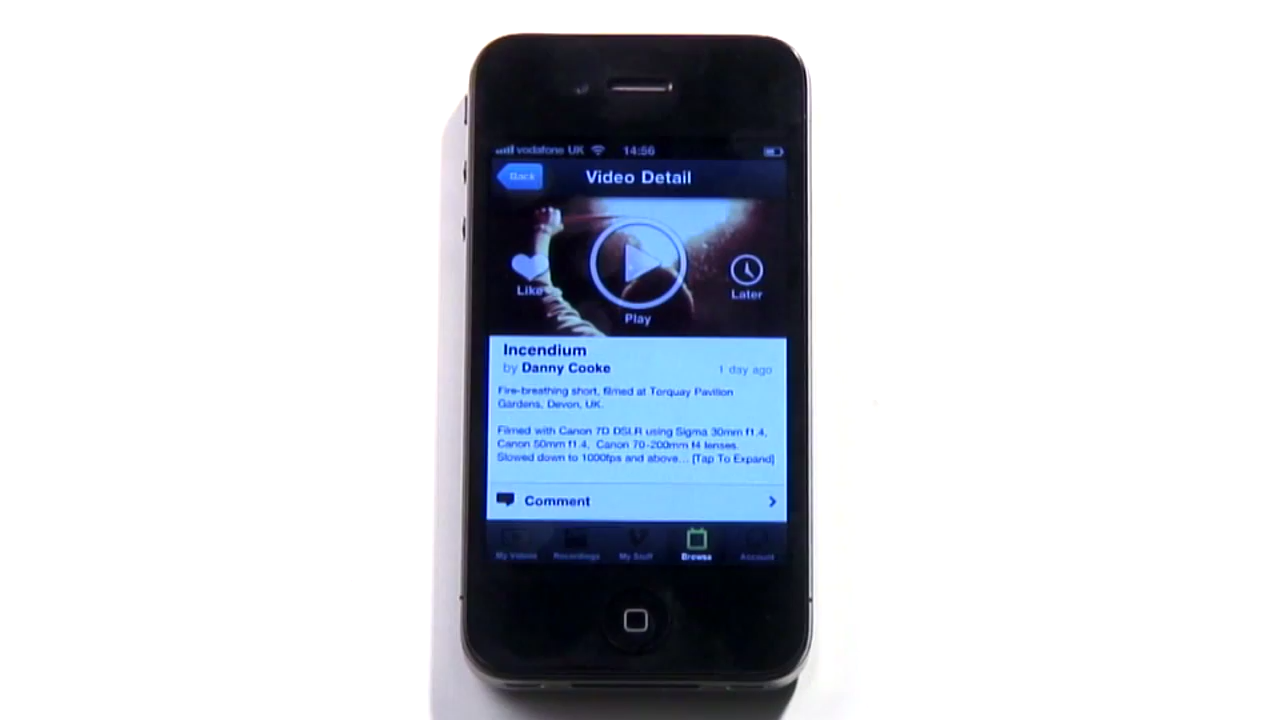 vodafone UK 14:56
Back Video Detail
Like
Later
Play
Incendium
by Danny Cooke 1 day ago
Fire-breathing short, filmed at Torquay Pavilion
Gardens, Devon, UK.
Filmed with Canon 7D DSLR using Sigma 30mm f1.4,
Canon 50mm f1.4, Canon 70-200mm f4 lenses.
Slowed down to 1000fps and above... [Tap To Expand]
Comment
My Videos Recordings My Stuff Browse Account